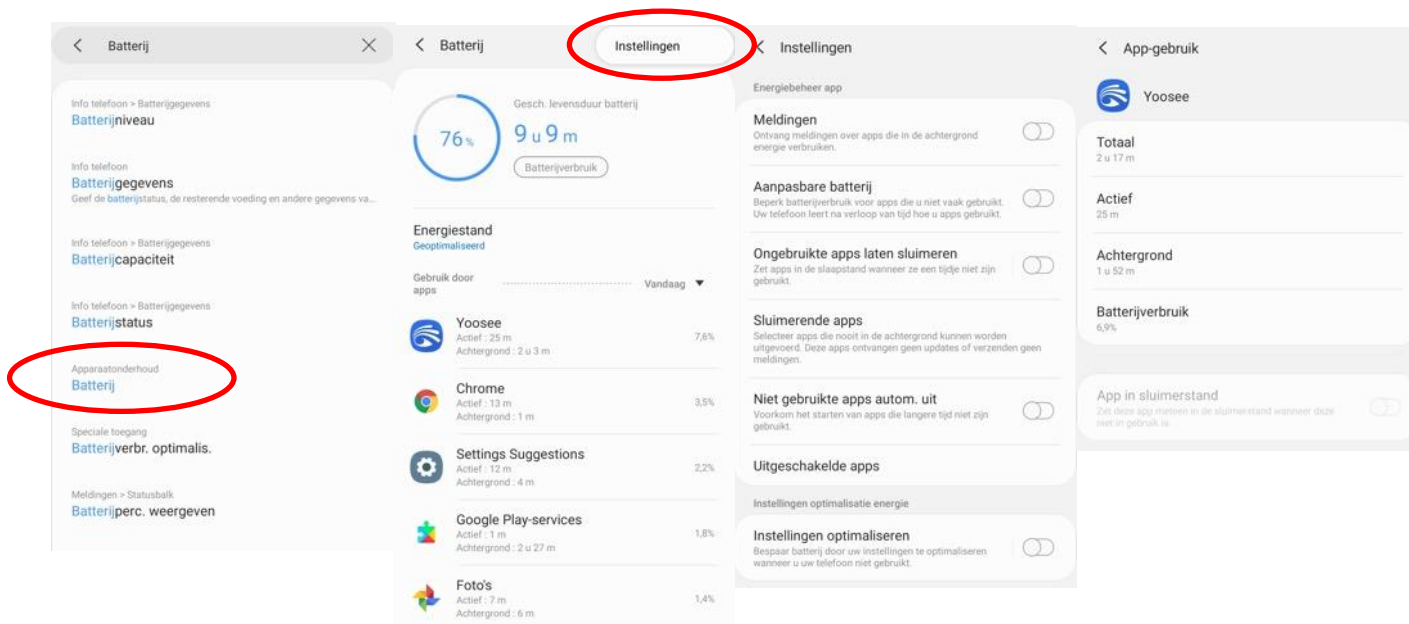 Batterij
Info telefoon > Batterijgegevens
Batterijniveau
Info telefoon
Batterijgegevens
Geef de batterijstatus, de resterende voeding en andere gegevens va...
Info telefoon > Batterijgegevens
Batterijcapaciteit
Info telefoon > Batterijgegevens
Batterijstatus
Apparaatonderhoud
Batterij
Speciale toegang
Batterijverbr. optimalis.
Meldingen > Statusbalk
Batterijperc. weergeven
Batterij
Instellingen
76%
Gesch. levensduur batterij
9 u 9 m
Batterijverbruik
Energiestand
Geoptimaliseerd
Gebruik door
apps
Vandaag
Yoosee
Actief : 25 m
Achtergrond : 2 u 3 m
7,6%
Chrome
Actief : 13 m
Achtergrond : 1 m
3,5%
Settings Suggestions
Actief : 12 m
Achtergrond : 4 m
2,2%
Google Play-services
Actief : 1 m
Achtergrond : 2 u 27 m
1,8%
Foto's
Actief : 7 m
Achtergrond : 6 m
1,4%
Instellingen
Energiebeheer app
Meldingen
Ontvang meldingen over apps die in de achtergrond
energie verbruiken.
Aanpasbare batterij
Beperk batterijverbruik voor apps die u niet vaak gebruikt.
Uw telefoon leert na verloop van tijd hoe u apps gebruikt.
Ongebruikte apps laten sluimeren
Zet apps in de slaapstand wanneer ze een tijdje niet zijn
gebruikt.
Sluimerende apps
Selecteer apps die nooit in de achtergrond kunnen worden
uitgevoerd. Deze apps ontvangen geen updates of verzenden geen
meldingen.
Niet gebruikte apps autom. uit
Voorkom het starten van apps die langere tijd niet zijn
gebruikt.
Uitgeschakelde apps
Instellingen optimalisatie energie
Instellingen optimaliseren
Bespaar batterij door uw instellingen te optimaliseren
wanneer u uw telefoon niet gebruikt.
App-gebruik
Yoosee
Totaal
2 u 17 m
Actief
25 m
Achtergrond
1 u 52 m
Batterijverbruik
6,9%
App in sluimerstand
Zet deze app meteen in de sluimerstand wanneer deze
niet in gebruik is.